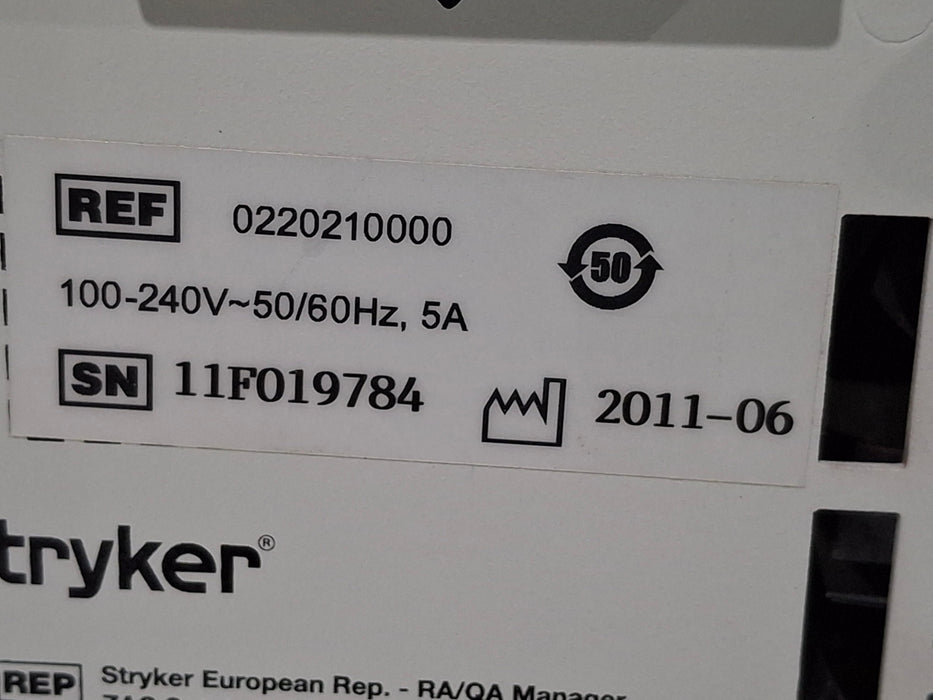 REF 0220210000
50
100-240V~50/60Hz, 5A
SN 11F019784 2011-06
tryker®
REP Stryker European Rep. - RA/QA Manager